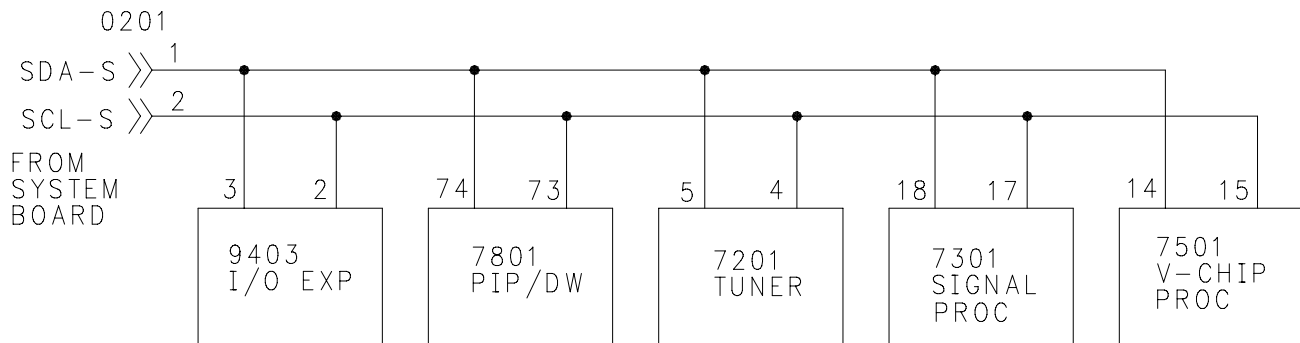 0201
SDA-S 1
SCL-S 2
FROM
SYSTEM
BOARD
3 2 74 73 5 4 18 17 14 15
9403
I/O EXP
7801
PIP/DW
7201
TUNER
7301
SIGNAL
PROC
7501
V-CHIP
PROC